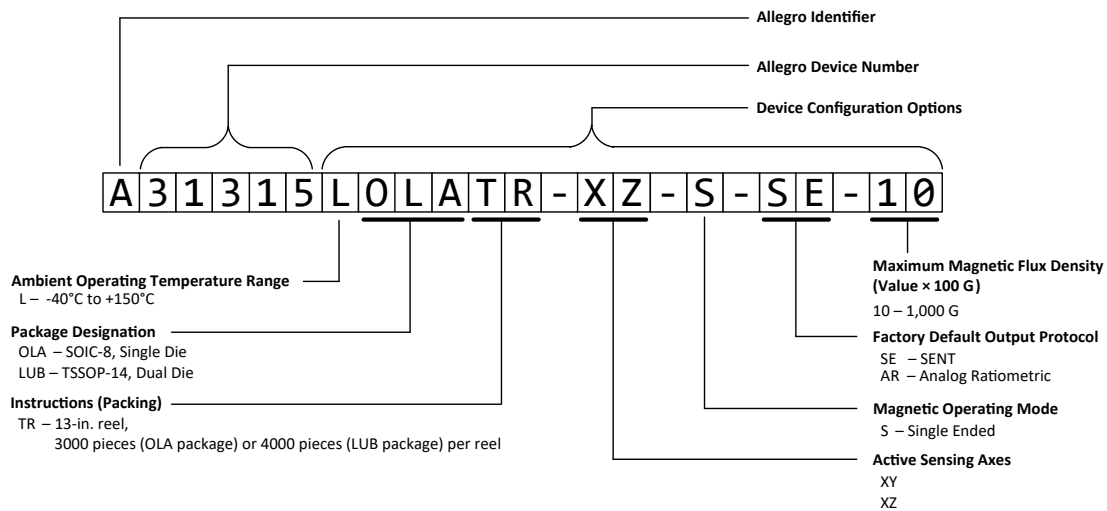 Allegro Identifier
Allegro Device Number
Device Configuration Options
A31315LOLATR-XZ-S-SE-10
Ambient Operating Temperature Range
L – -40°C to +150°C
Package Designation
OLA – SOIC-8, Single Die
LUB – TSSOP-14, Dual Die
Instructions (Packing)
TR – 13-in. reel,
3000 pieces (OLA package) or 4000 pieces (LUB package) per reel
Maximum Magnetic Flux Density
(Value × 100 G)
10 – 1,000 G
Factory Default Output Protocol
SE – SENT
AR – Analog Ratiometric
Magnetic Operating Mode
S – Single Ended
Active Sensing Axes
XY
XZ